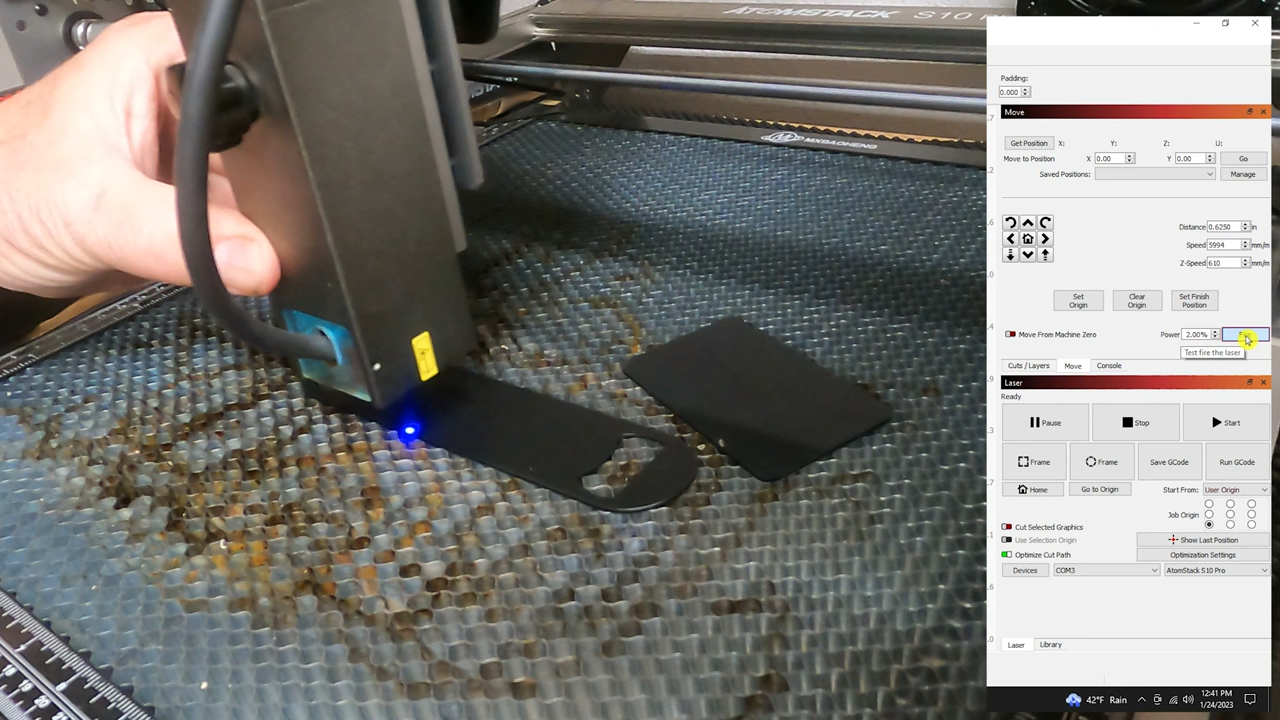 ATOMSTACK S10
MXBAOHENG
Padding:
0.000
Move
Get Position X: Y: Z: U:
Move to Position X 0.00 Y 0.00 Go
Saved Positions: Manage
Distance 0.6250 in
Speed 5994 mm/m
Z-Speed 610 mm/m
Set Origin
Clear Origin
Set Finish Position
Move From Machine Zero Power 2.00%
Test fire the laser
Cuts / Layers Move Console
Laser
Ready
Pause Stop Start
Frame Frame Save GCode Run GCode
Home Go to Origin Start From: User Origin
Job Origin
Cut Selected Graphics
Use Selection Origin Show Last Position
Optimize Cut Path Optimization Settings
Devices COM3 AtomStack S10 Pro
Laser Library
42°F Rain 12:41 PM
1/24/2023